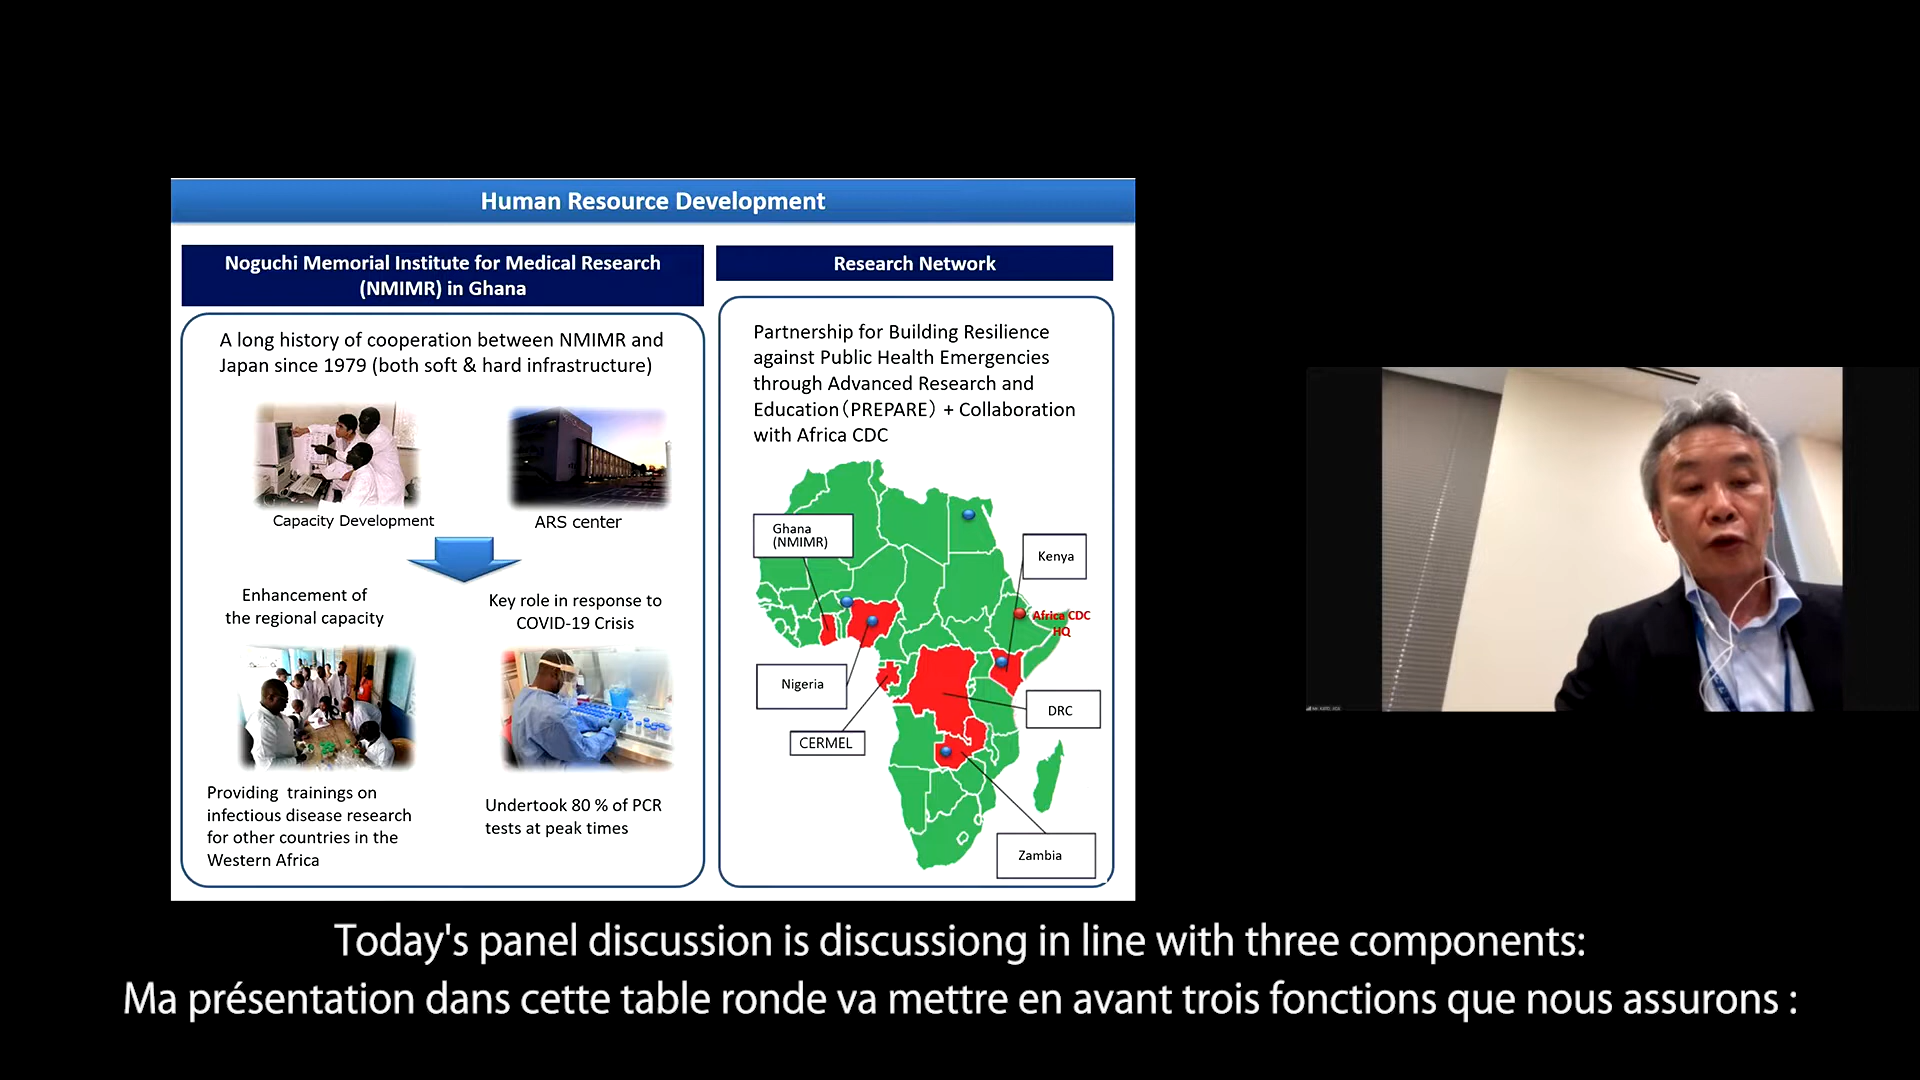 Human Resource Development
Noguchi Memorial Institute for Medical Research
(NMIMR) in Ghana
A long history of cooperation between NMIMR and
Japan since 1979 (both soft & hard infrastructure)
Capacity Development
ARS center
Enhancement of
the regional capacity
Key role in response to
COVID-19 Crisis
Providing trainings on
infectious disease research
for other countries in the
Western Africa
Undertook 80 % of PCR
tests at peak times
Research Network
Partnership for Building Resilience
against Public Health Emergencies
through Advanced Research and
Education（PREPARE） + Collaboration
with Africa CDC
Ghana
(NMIMR)
Kenya
Africa CDC
HQ
Nigeria
DRC
CERMEL
Zambia
Today's panel discussion is discussiong in line with three components:
Ma présentation dans cette table ronde va mettre en avant trois fonctions que nous assurons :